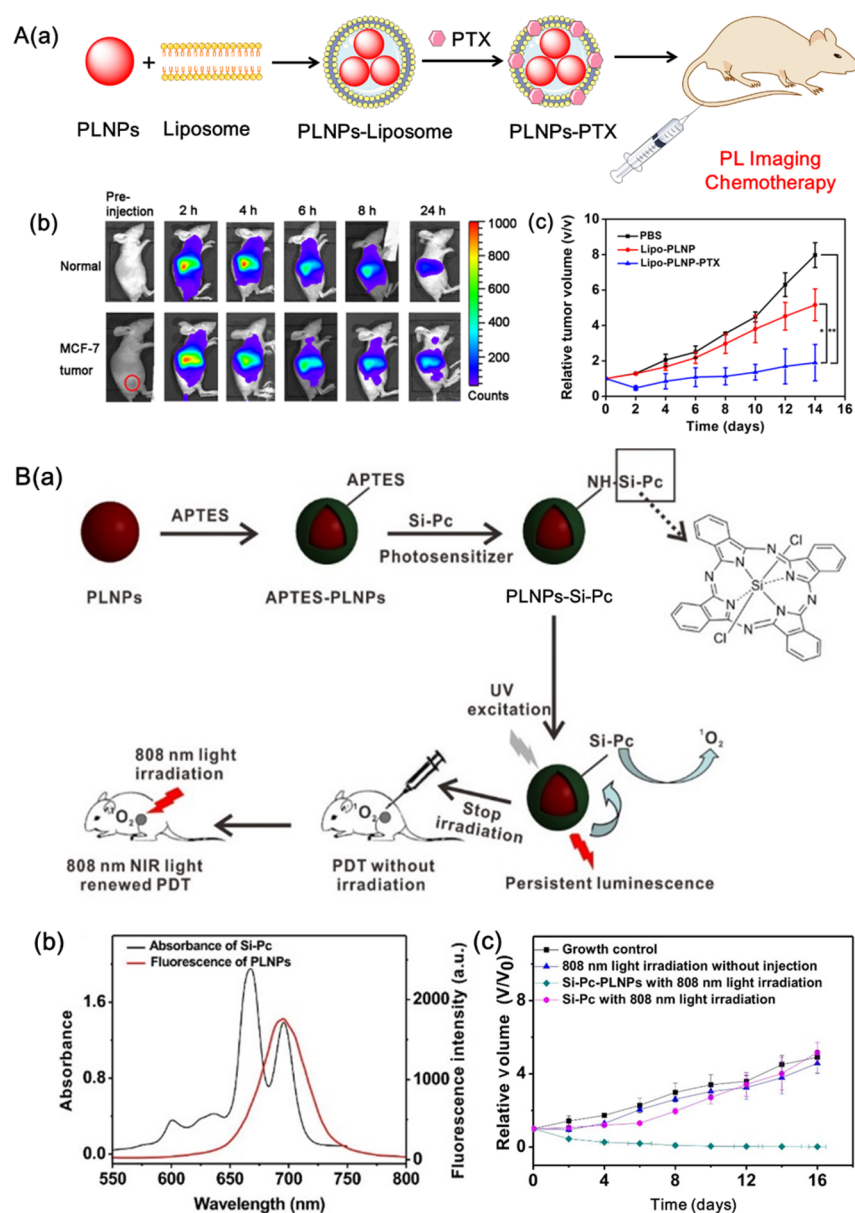 A(a)
PLNPs
+
Liposome
PLNPs-Liposome
PTX
PLNPs-PTX
PL Imaging
Chemotherapy
(b)
Pre-
injection
2 h
4 h
6 h
8 h
24 h
Normal
MCF-7
tumor
1000
800
600
400
200
0
Counts
(c)
PBS
Lipo-PLNP
Lipo-PLNP-PTX
Relative tumor volume (v/v)
10
8
6
4
2
0
* **
0 2 4 6 8 10 12 14 16
Time (days)
B(a)
PLNPs
APTES
APTES
APTES-PLNPs
Si-Pc
Photosensitizer
NH-Si-Pc
PLNPs-Si-Pc
Cl
N N N
N Si N
N N N
Cl
UV
excitation
Si-Pc
¹O₂
Persistent luminescence
Stop
irradiation
¹O₂
PDT without
irradiation
808 nm light
irradiation
¹O₂
808 nm NIR light
renewed PDT
(b)
Absorbance of Si-Pc
Fluorescence of PLNPs
Absorbance
1.6
0.8
0.0
Fluorescence intensity (a.u.)
2000
1000
0
550 600 650 700 750 800
Wavelength (nm)
(c)
Growth control
808 nm light irradiation without injection
Si-Pc-PLNPs with 808 nm light irradiation
Si-Pc with 808 nm light irradiation
Relative volume (V/V₀)
8
4
0
0 4 8 12 16
Time (days)